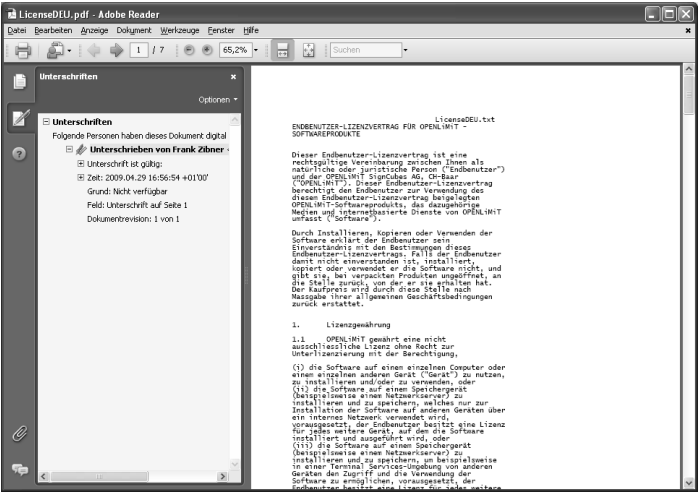 LicenseDEU.pdf - Adobe Reader
Datei Bearbeiten Anzeige Dokument Werkzeuge Fenster Hilfe
1 / 7 65,2% Suchen
Unterschriften
Optionen
Unterschriften
Folgende Personen haben dieses Dokument digital
Unterschrieben von Frank Zibner
Unterschrift ist gültig:
Zeit: 2009.04.29 16:56:54 +01'00'
Grund: Nicht verfügbar
Feld: Unterschrift auf Seite 1
Dokumentrevision: 1 von 1
LicenseDEU.txt
ENDBENUTZER-LIZENZVERTRAG FÜR OPENLiMiT -
SOFTWAREPRODUKTE
Dieser Endbenutzer-Lizenzvertrag ist eine
rechtsgültige Vereinbarung zwischen Ihnen als
natürliche oder juristische Person ("Endbenutzer")
und der OPENLiMiT SignCubes AG, CH-Baar
("OPENLiMiT"). Dieser Endbenutzer-Lizenzvertrag
berechtigt den Endbenutzer zur Verwendung des
diesem Endbenutzer-Lizenzvertrag beigelegten
OPENLiMiT-Softwareprodukts, das dazugehörige
Medien und internetbasierte Dienste von OPENLiMiT
umfasst ("Software").
Durch Installieren, Kopieren oder Verwenden der
Software erklärt der Endbenutzer sein
Einverständnis mit den Bestimmungen dieses
Endbenutzer-Lizenzvertrags. Falls der Endbenutzer
damit nicht einverstanden ist, installiert,
kopiert oder verwendet er die Software nicht, und
gibt sie, bei verpackten Produkten ungeöffnet, an
die Stelle zurück, von der er sie erhalten hat.
Der Kaufpreis wird durch diese Stelle nach
Massgabe ihrer allgemeinen Geschäftsbedingungen
zurück erstattet.
1. Lizenzgewährung
1.1 OPENLiMiT gewährt eine nicht
ausschliessliche Lizenz ohne Recht zur
Unterlizenzierung mit der Berechtigung,
(i) die Software auf einem einzelnen Computer oder
einem einzelnen anderen Gerät ("Gerät") zu nutzen,
zu installieren und/oder zu verwenden, oder
(ii) die Software auf einem Speichergerät
(beispielsweise einem Netzwerkserver) zu
installieren und zu speichern, welches nur zur
Installation der Software auf anderen Geräten über
ein internes Netzwerk verwendet wird,
vorausgesetzt, der Endbenutzer besitzt eine Lizenz
für jedes weitere Gerät, auf dem die Software
installiert und ausgeführt wird, oder
(iii) die Software auf einem Speichergerät
(beispielsweise einem Netzwerkserver) zu
installieren und zu speichern, um beispielsweise
in einer Terminal Services-Umgebung von anderen
Geräten den Zugriff und die Verwendung der
Software zu ermöglichen, vorausgesetzt, der
Endbenutzer besitzt eine Lizenz für jedes weitere